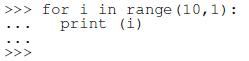 >>> for i in range(10,1):
...   print (i)
...
>>>